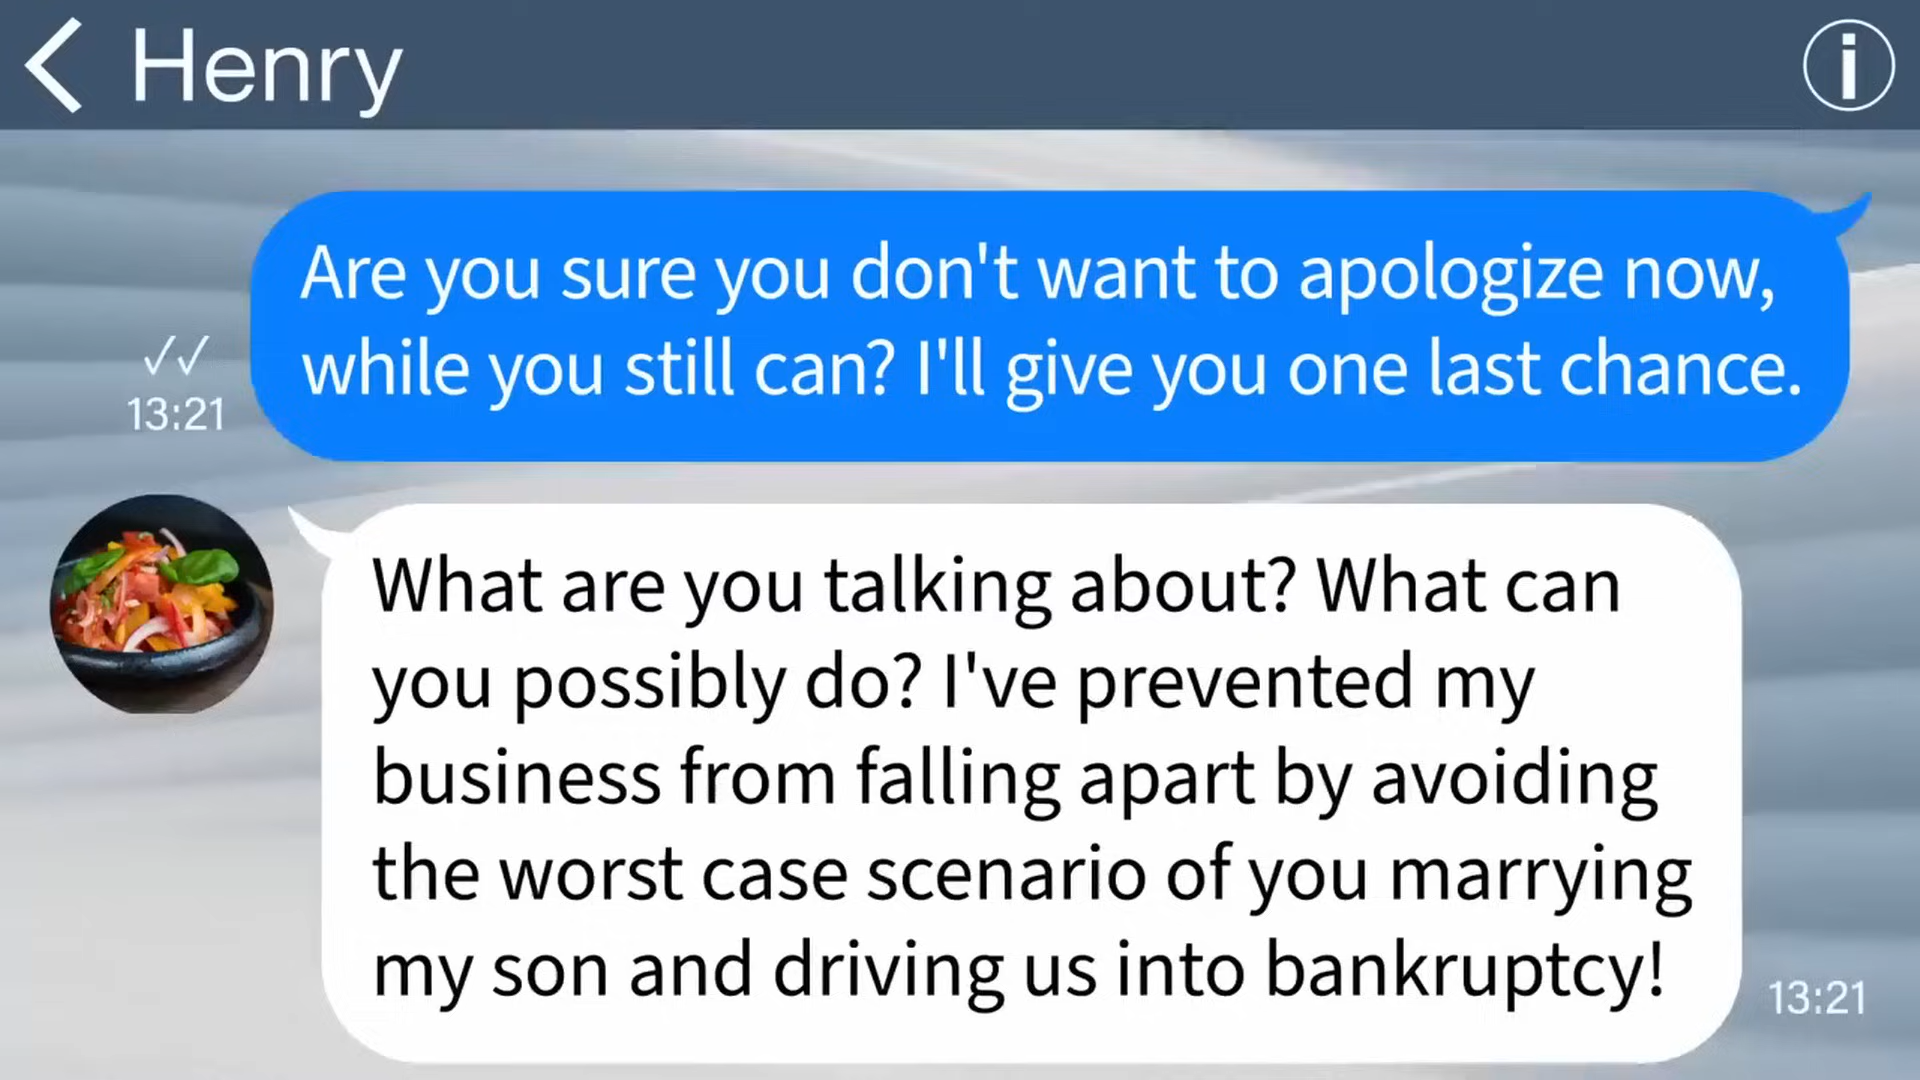 Henry
Are you sure you don't want to apologize now,
while you still can? I'll give you one last chance.
13:21
What are you talking about? What can
you possibly do? I've prevented my
business from falling apart by avoiding
the worst case scenario of you marrying
my son and driving us into bankruptcy!
13:21